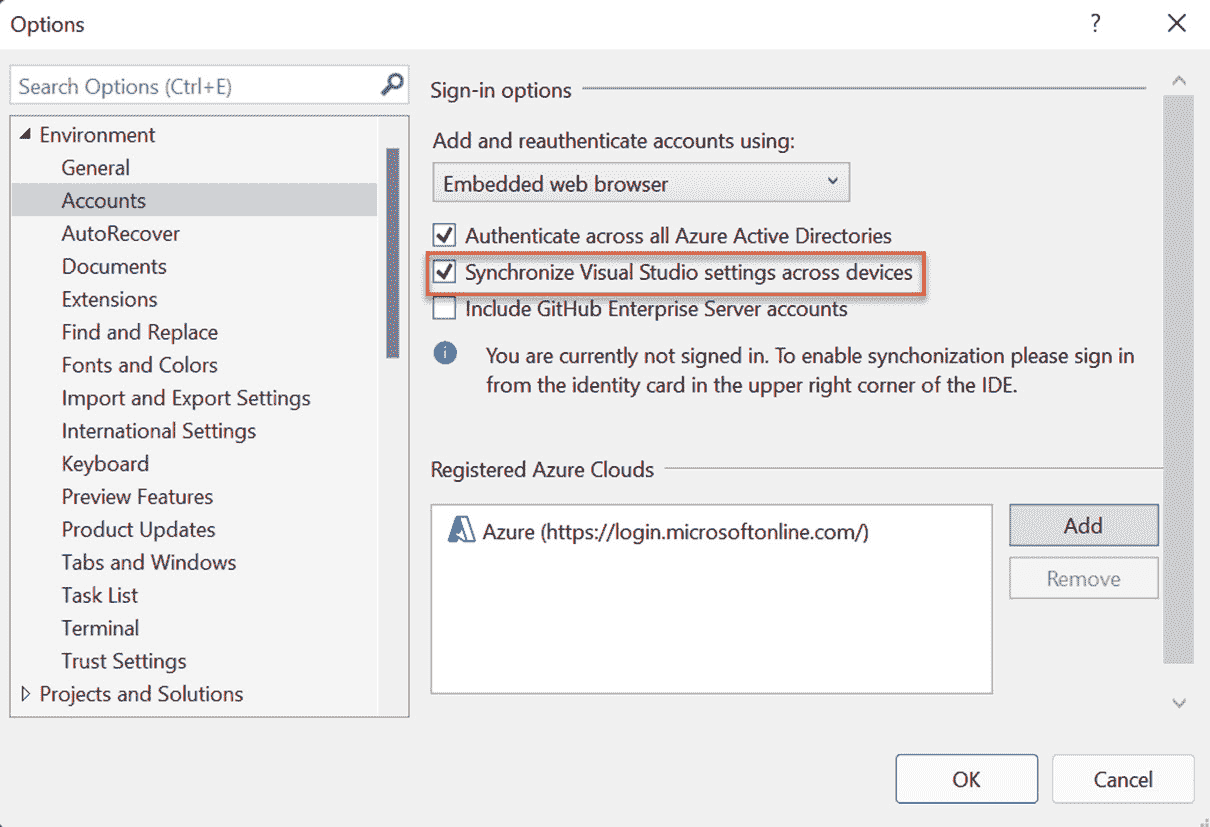 Options
?
Search Options (Ctrl+E)
Environment
General
Accounts
AutoRecover
Documents
Extensions
Find and Replace
Fonts and Colors
Import and Export Settings
International Settings
Keyboard
Preview Features
Product Updates
Tabs and Windows
Task List
Terminal
Trust Settings
Projects and Solutions
Sign-in options
Add and reauthenticate accounts using:
Embedded web browser
Authenticate across all Azure Active Directories
Synchronize Visual Studio settings across devices
Include GitHub Enterprise Server accounts
i
You are currently not signed in. To enable synchonization please sign in
from the identity card in the upper right corner of the IDE.
Registered Azure Clouds
Azure (https://login.microsoftonline.com/)
Add
Remove
OK
Cancel